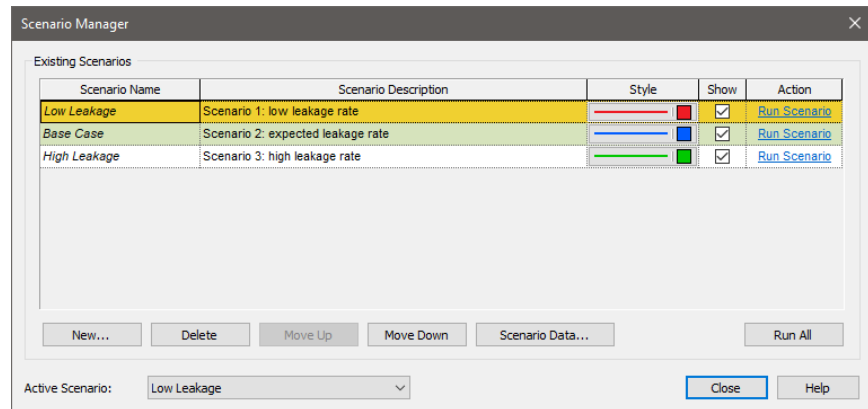 Scenario Manager
Existing Scenarios
Scenario Name Scenario Description Style Show Action
Low Leakage Scenario 1: low leakage rate Run Scenario
Base Case Scenario 2: expected leakage rate Run Scenario
High Leakage Scenario 3: high leakage rate Run Scenario
New... Delete Move Up Move Down Scenario Data... Run All
Active Scenario: Low Leakage Close Help